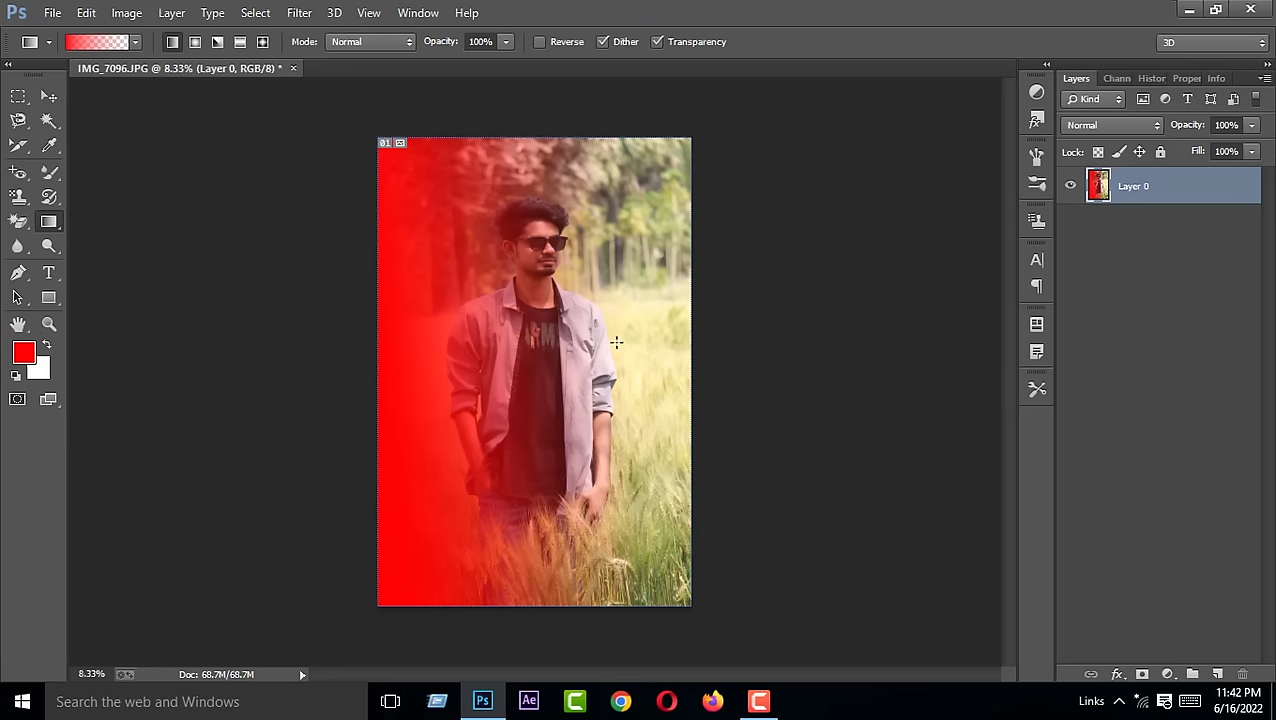 Ps File Edit Image Layer Type Select Filter 3D View Window Help
Mode: Normal Opacity: 100% Reverse Dither Transparency 3D
IMG_7096.JPG @ 8.33% (Layer 0, RGB/8) * ×
Layers Chann Histor Proper Info
Kind T
Normal Opacity: 100%
Lock: Fill: 100%
01
Layer 0
A
T
8.33% Doc: 68.7M/68.7M
Search the web and Windows Ps Ae C C Links 11:42 PM
6/16/2022